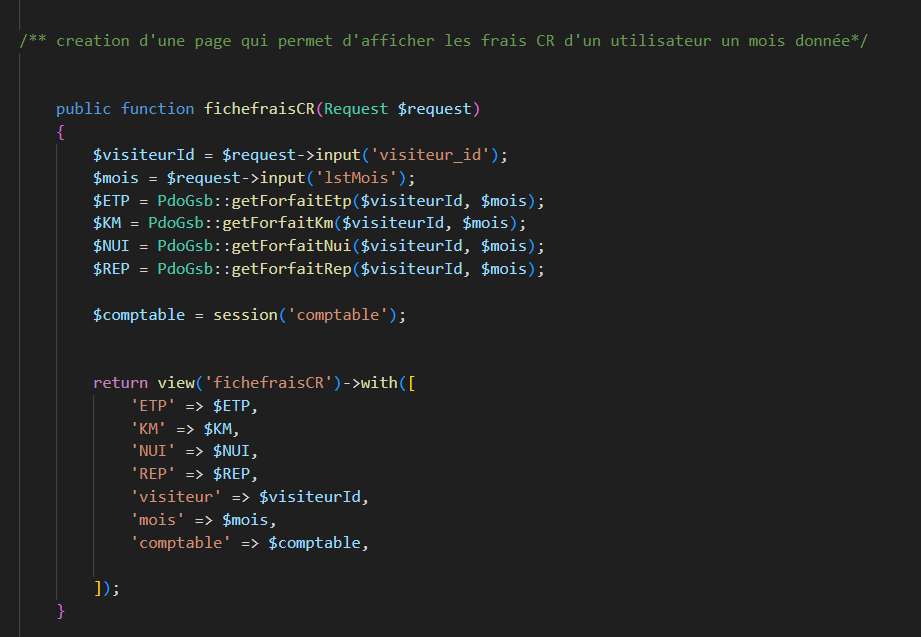 /** creation d'une page qui permet d'afficher les frais CR d'un utilisateur un mois donnée*/
public function fichefraisCR(Request $request)
{
$visiteurId = $request->input('visiteur_id');
$mois = $request->input('lstMois');
$ETP = PdoGsb::getForfaitEtp($visiteurId, $mois);
$KM = PdoGsb::getForfaitKm($visiteurId, $mois);
$NUI = PdoGsb::getForfaitNui($visiteurId, $mois);
$REP = PdoGsb::getForfaitRep($visiteurId, $mois);
$comptable = session('comptable');
return view('fichefraisCR')->with([
'ETP' => $ETP,
'KM' => $KM,
'NUI' => $NUI,
'REP' => $REP,
'visiteur' => $visiteurId,
'mois' => $mois,
'comptable' => $comptable,
]);
}